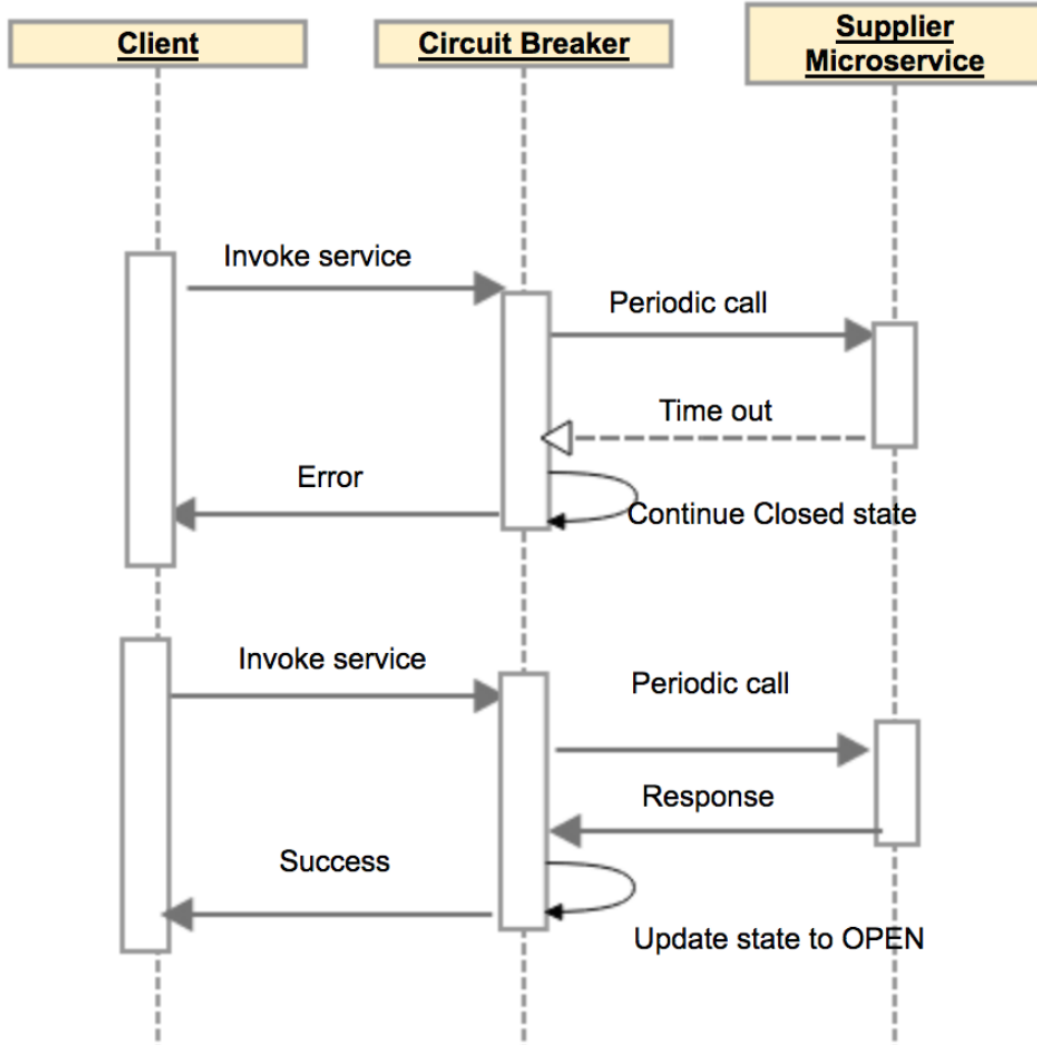 Client
Circuit Breaker
Supplier
Microservice
Invoke service
Periodic call
Time out
Error
Continue Closed state
Invoke service
Periodic call
Response
Success
Update state to OPEN